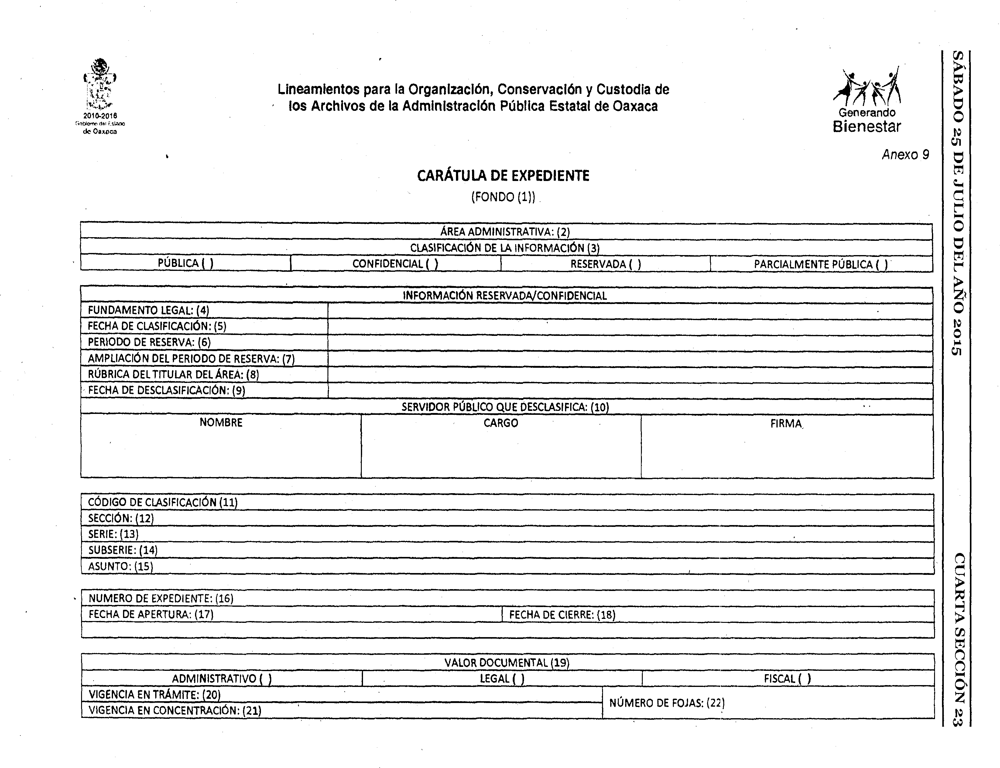 2010-2016
Gobierno del Estado
de Oaxaca
Lineamientos para la Organización, Conservación y Custodia de
los Archivos de la Administración Pública Estatal de Oaxaca
Generando
Bienestar
Anexo 9
CARÁTULA DE EXPEDIENTE
(FONDO (1))
ÁREA ADMINISTRATIVA: (2)
CLASIFICACIÓN DE LA INFORMACIÓN (3)
PÚBLICA ( ) CONFIDENCIAL ( ) RESERVADA ( ) PARCIALMENTE PÚBLICA ( )
INFORMACIÓN RESERVADA/CONFIDENCIAL
FUNDAMENTO LEGAL: (4)
FECHA DE CLASIFICACIÓN: (5)
PERIODO DE RESERVA: (6)
AMPLIACIÓN DEL PERIODO DE RESERVA: (7)
RÚBRICA DEL TITULAR DEL ÁREA: (8)
FECHA DE DESCLASIFICACIÓN: (9)
SERVIDOR PÚBLICO QUE DESCLASIFICA: (10)
NOMBRE CARGO FIRMA
CÓDIGO DE CLASIFICACIÓN (11)
SECCIÓN: (12)
SERIE: (13)
SUBSERIE: (14)
ASUNTO: (15)
NUMERO DE EXPEDIENTE: (16)
FECHA DE APERTURA: (17) FECHA DE CIERRE: (18)
VALOR DOCUMENTAL (19)
ADMINISTRATIVO ( ) LEGAL ( ) FISCAL ( )
VIGENCIA EN TRÁMITE: (20)
VIGENCIA EN CONCENTRACIÓN: (21)
NÚMERO DE FOJAS: (22)
SÁBADO 25 DE JULIO DEL AÑO 2015
CUARTA SECCIÓN 23